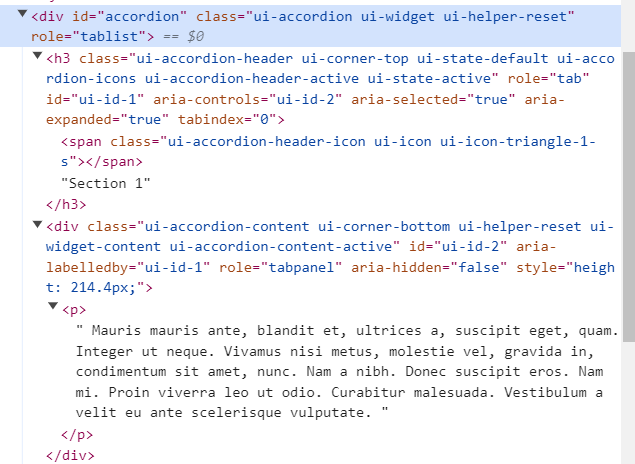 <div id="accordion" class="ui-accordion ui-widget ui-helper-reset"
role="tablist"> == $0
<h3 class="ui-accordion-header ui-corner-top ui-state-default ui-acco
rdion-icons ui-accordion-header-active ui-state-active" role="tab"
id="ui-id-1" aria-controls="ui-id-2" aria-selected="true" aria-
expanded="true" tabindex="0">
<span class="ui-accordion-header-icon ui-icon ui-icon-triangle-1-
s"></span>
"Section 1"
</h3>
<div class="ui-accordion-content ui-corner-bottom ui-helper-reset ui-
widget-content ui-accordion-content-active" id="ui-id-2" aria-
labelledby="ui-id-1" role="tabpanel" aria-hidden="false" style="heigh
t: 214.4px;">
<p>
" Mauris mauris ante, blandit et, ultrices a, suscipit eget, quam.
Integer ut neque. Vivamus nisi metus, molestie vel, gravida in,
condimentum sit amet, nunc. Nam a nibh. Donec suscipit eros. Nam
mi. Proin viverra leo ut odio. Curabitur malesuada. Vestibulum a
velit eu ante scelerisque vulputate. "
</p>
</div>